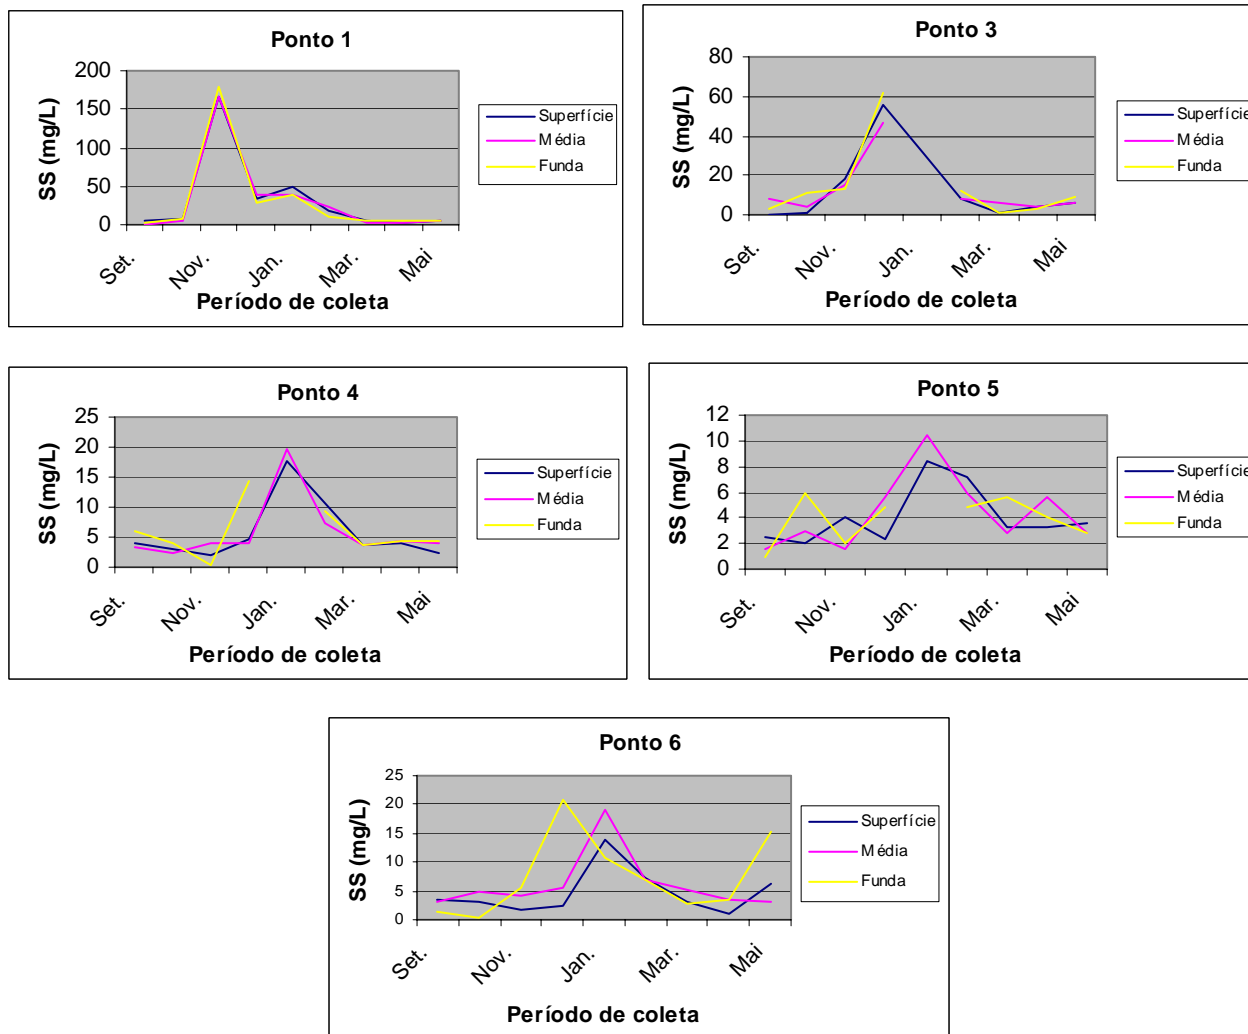 Ponto 1
SS (mg/L)
200
150
100
50
0
Set.
Nov.
Jan.
Mar.
Mai
Período de coleta
Superfície
Média
Funda
Ponto 3
SS (mg/L)
80
60
40
20
0
Set.
Nov.
Jan.
Mar.
Mai
Período de coleta
Superfície
Média
Funda
Ponto 4
SS (mg/L)
25
20
15
10
5
0
Set.
Nov.
Jan.
Mar.
Mai
Período de coleta
Superfície
Média
Funda
Ponto 5
SS (mg/L)
12
10
8
6
4
2
0
Set.
Nov.
Jan.
Mar.
Mai
Período de coleta
Superfície
Média
Funda
Ponto 6
SS (mg/L)
25
20
15
10
5
0
Set.
Nov.
Jan.
Mar.
Mai
Período de coleta
Superfície
Média
Funda